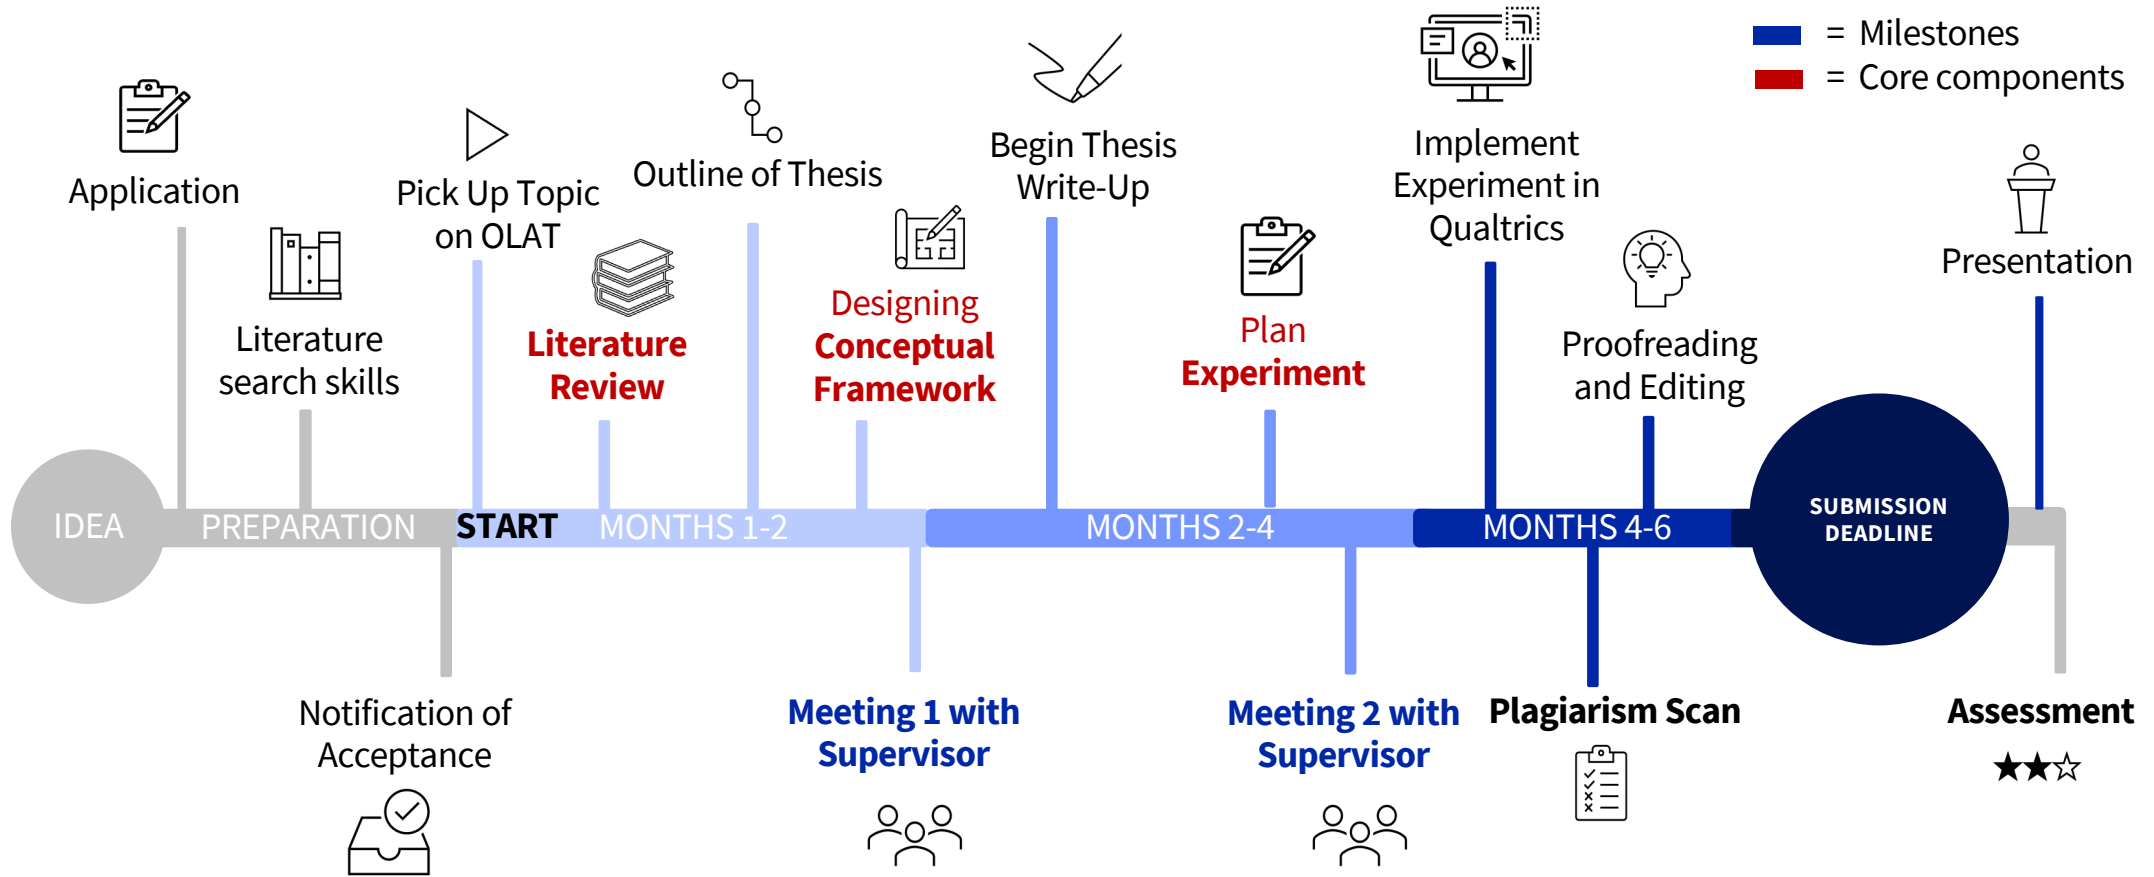 = Milestones
= Core components
Application
Literature
search skills
Pick Up Topic
on OLAT
Literature
Review
Outline of Thesis
Designing
Conceptual
Framework
Begin Thesis
Write-Up
Plan
Experiment
Implement
Experiment in
Qualtrics
Proofreading
and Editing
Presentation
IDEA
PREPARATION
START
MONTHS 1-2
MONTHS 2-4
MONTHS 4-6
SUBMISSION
DEADLINE
Notification of
Acceptance
Meeting 1 with
Supervisor
Meeting 2 with
Supervisor
Plagiarism Scan
Assessment